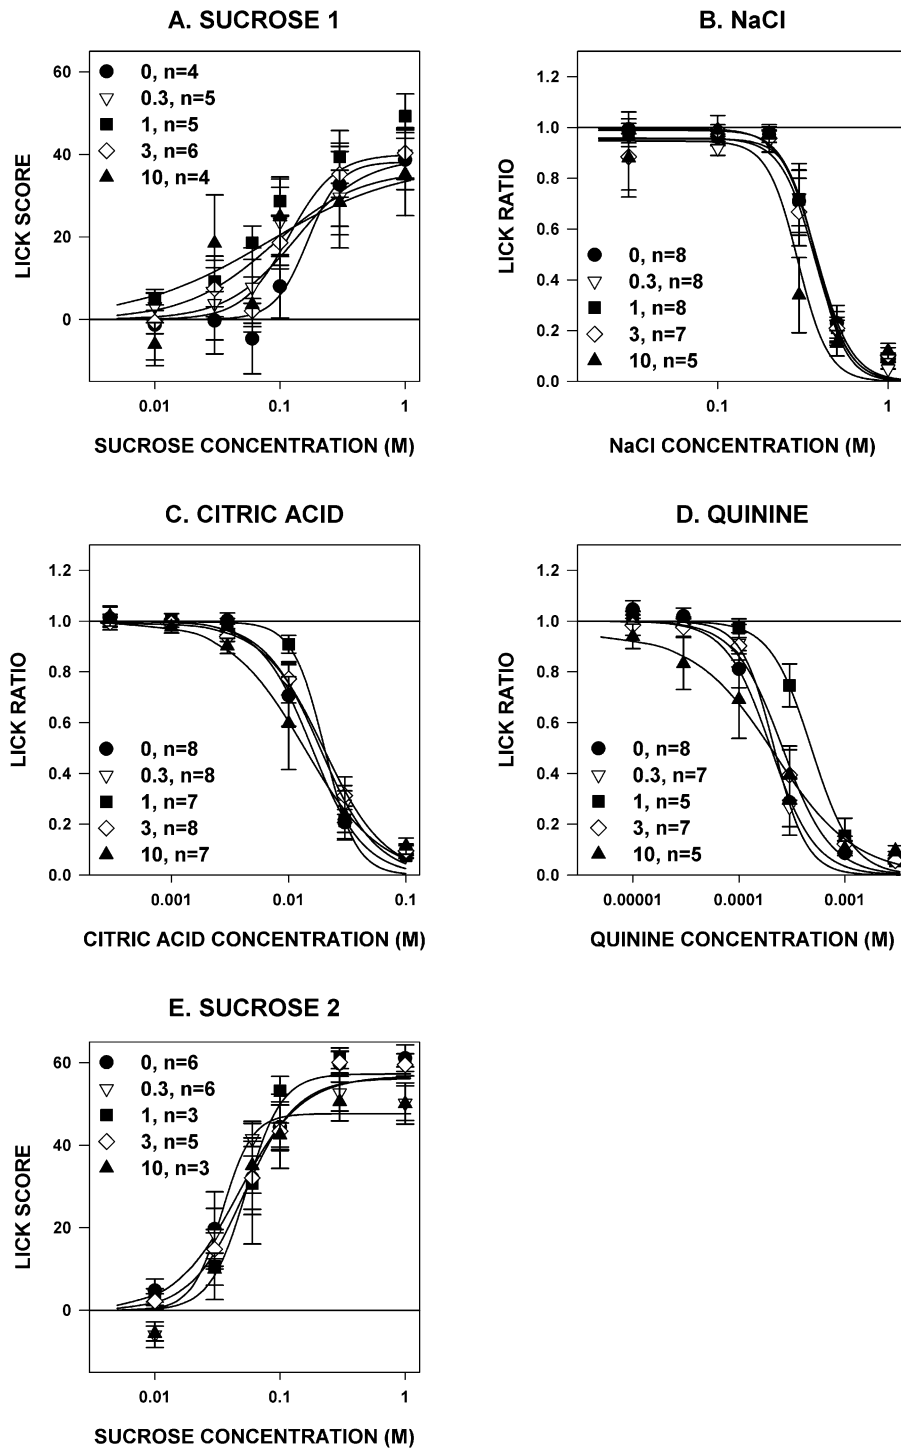 A. SUCROSE 1
60
40
20
0
LICK SCORE
0, n=4
0.3, n=5
1, n=5
3, n=6
10, n=4
0.01
0.1
1
SUCROSE CONCENTRATION (M)
B. NaCl
1.2
1.0
0.8
0.6
0.4
0.2
0.0
LICK RATIO
0, n=8
0.3, n=8
1, n=8
3, n=7
10, n=5
0.1
1
NaCl CONCENTRATION (M)
C. CITRIC ACID
1.2
1.0
0.8
0.6
0.4
0.2
0.0
LICK RATIO
0, n=8
0.3, n=8
1, n=7
3, n=8
10, n=7
0.001
0.01
0.1
CITRIC ACID CONCENTRATION (M)
D. QUININE
1.2
1.0
0.8
0.6
0.4
0.2
0.0
LICK RATIO
0, n=8
0.3, n=7
1, n=5
3, n=7
10, n=5
0.00001
0.0001
0.001
QUININE CONCENTRATION (M)
E. SUCROSE 2
60
40
20
0
LICK SCORE
0, n=6
0.3, n=6
1, n=3
3, n=5
10, n=3
0.01
0.1
1
SUCROSE CONCENTRATION (M)